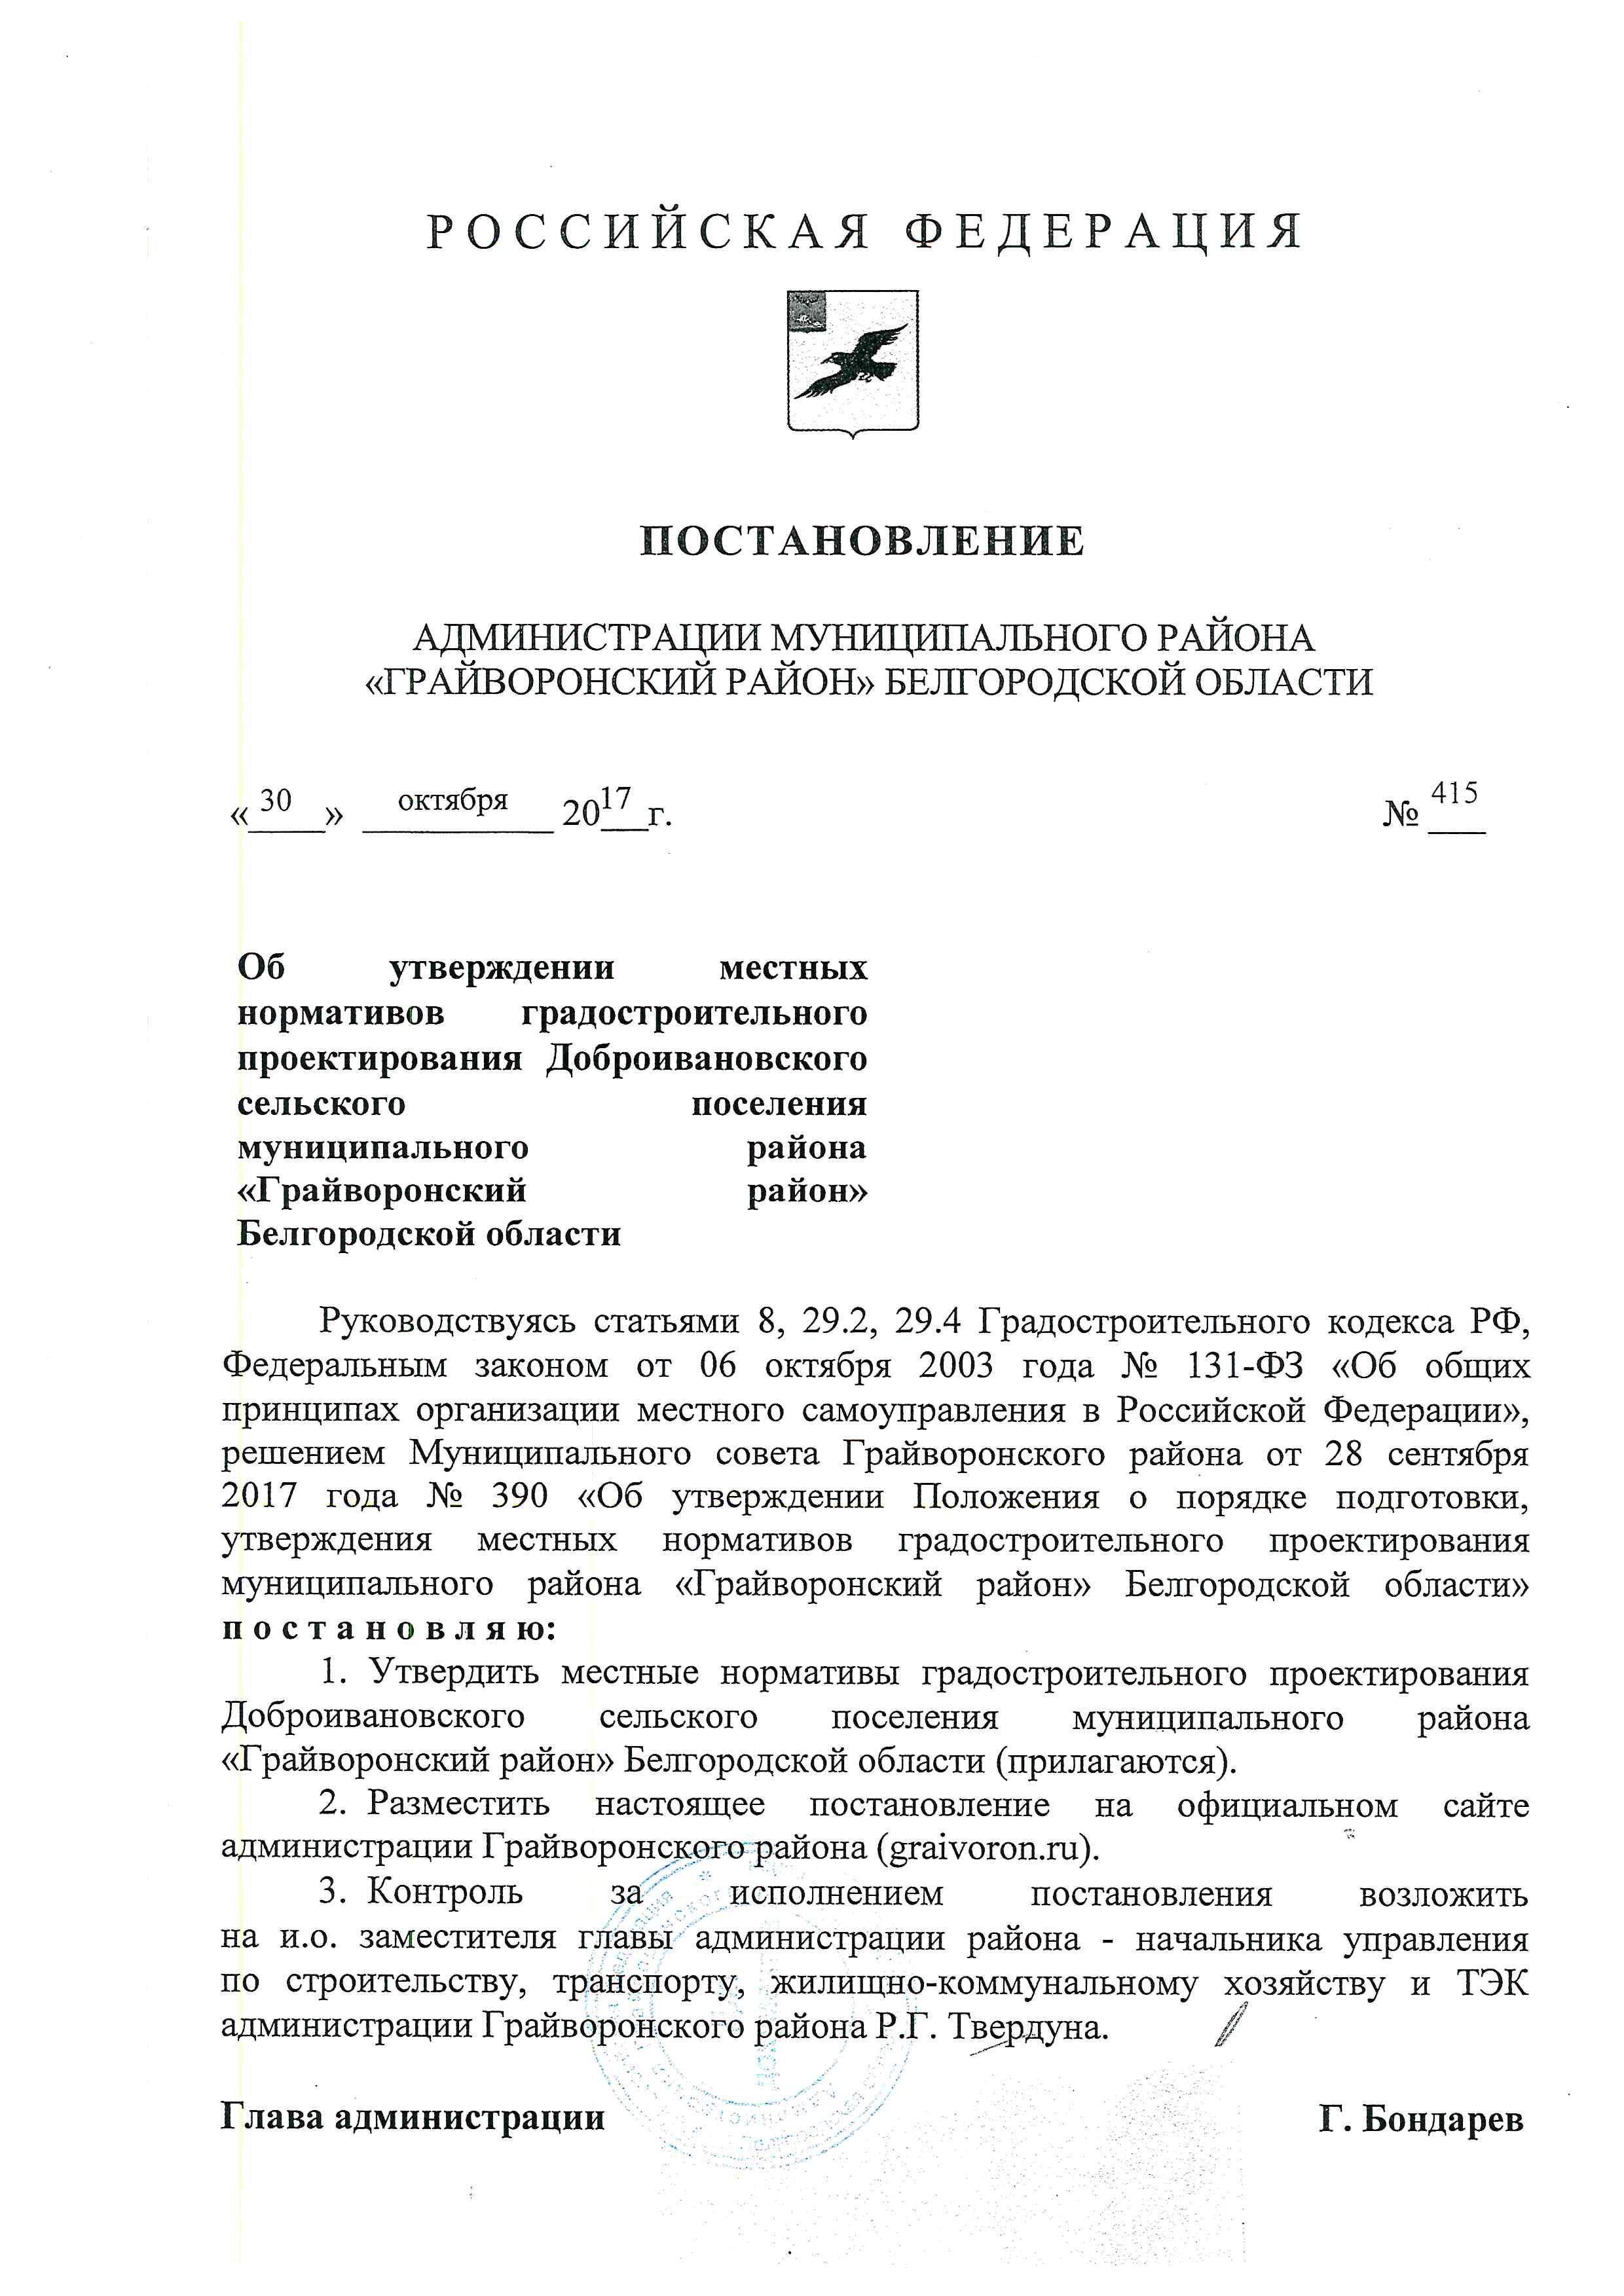 РОССИЙСКАЯ ФЕДЕРАЦИЯ
ПОСТАНОВЛЕНИЕ
АДМИНИСТРАЦИИ МУНИЦИПАЛЬНОГО РАЙОНА
«ГРАЙВОРОНСКИЙ РАЙОН» БЕЛГОРОДСКОЙ ОБЛАСТИ
« 30 » октября 2017 г. № 415
Об утверждении местных
нормативов градостроительного
проектирования Доброивановского
сельского поселения
муниципального района
«Грайворонский район»
Белгородской области
Руководствуясь статьями 8, 29.2, 29.4 Градостроительного кодекса РФ,
Федеральным законом от 06 октября 2003 года № 131-ФЗ «Об общих
принципах организации местного самоуправления в Российской Федерации»,
решением Муниципального совета Грайворонского района от 28 сентября
2017 года № 390 «Об утверждении Положения о порядке подготовки,
утверждения местных нормативов градостроительного проектирования
муниципального района «Грайворонский район» Белгородской области»
п о с т а н о в л я ю:
1. Утвердить местные нормативы градостроительного проектирования
Доброивановского сельского поселения муниципального района
«Грайворонский район» Белгородской области (прилагаются).
2. Разместить настоящее постановление на официальном сайте
администрации Грайворонского района (graivoron.ru).
3. Контроль за исполнением постановления возложить
на и.о. заместителя главы администрации района - начальника управления
по строительству, транспорту, жилищно-коммунальному хозяйству и ТЭК
администрации Грайворонского района Р.Г. Твердуна.
Глава администрации Г. Бондарев